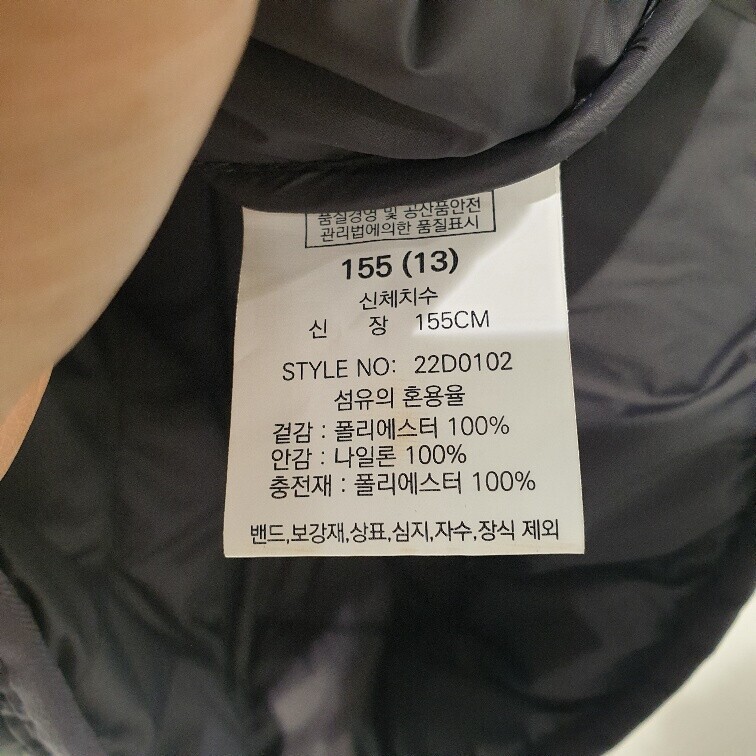 품질경영 및 공산품안전
관리법에의한 품질표시
155 (13)
신체치수
신 장 155CM
STYLE NO: 22D0102
섬유의 혼용율
겉감 : 폴리에스터 100%
안감 : 나일론 100%
충전재 : 폴리에스터 100%
밴드,보강재,상표,심지,자수,장식 제외